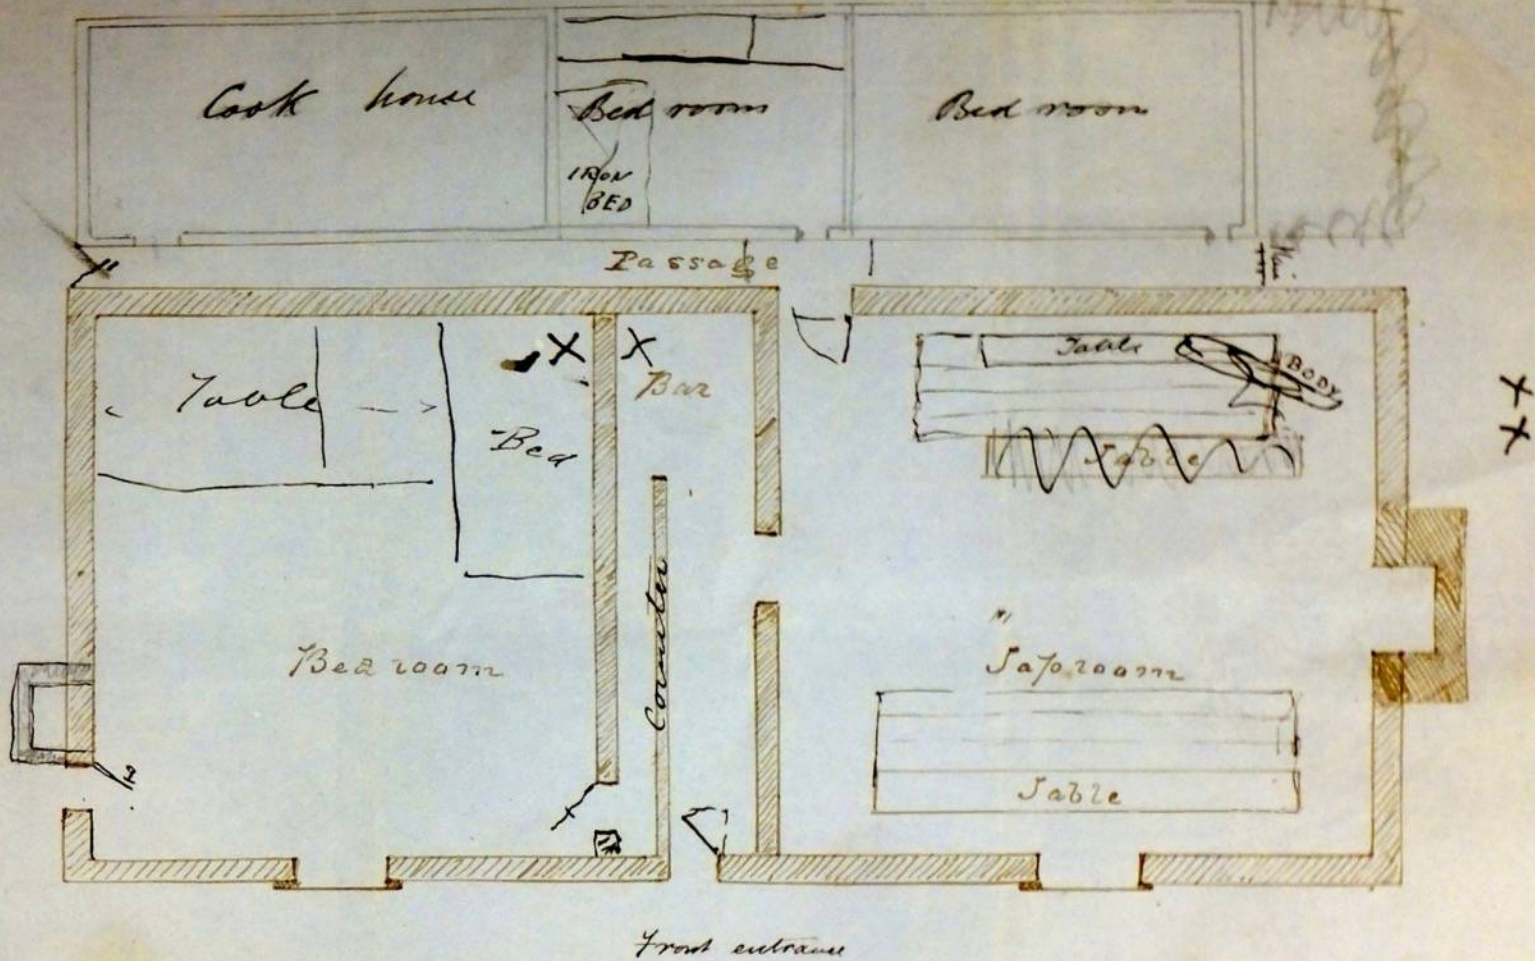 Cook house
Bed room
Bed room
IRON
BED
Passage
Table
Bed
X
X
Bar
Table
BODY
Table
X
X
Counter
Bed room
Taproom
Table
Front entrance